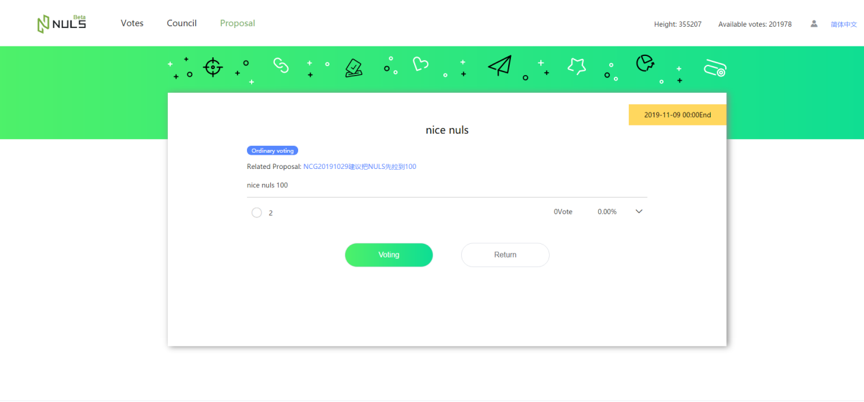 NULS Beta
Votes
Council
Proposal
Height: 355207
Available votes: 201978
简体中文
2019-11-09 00:00End
nice nuls
Ordinary voting
Related Proposal: NCG20191029建议把NULS先拉到100
nice nuls 100
2
0Vote
0.00%
Voting
Return